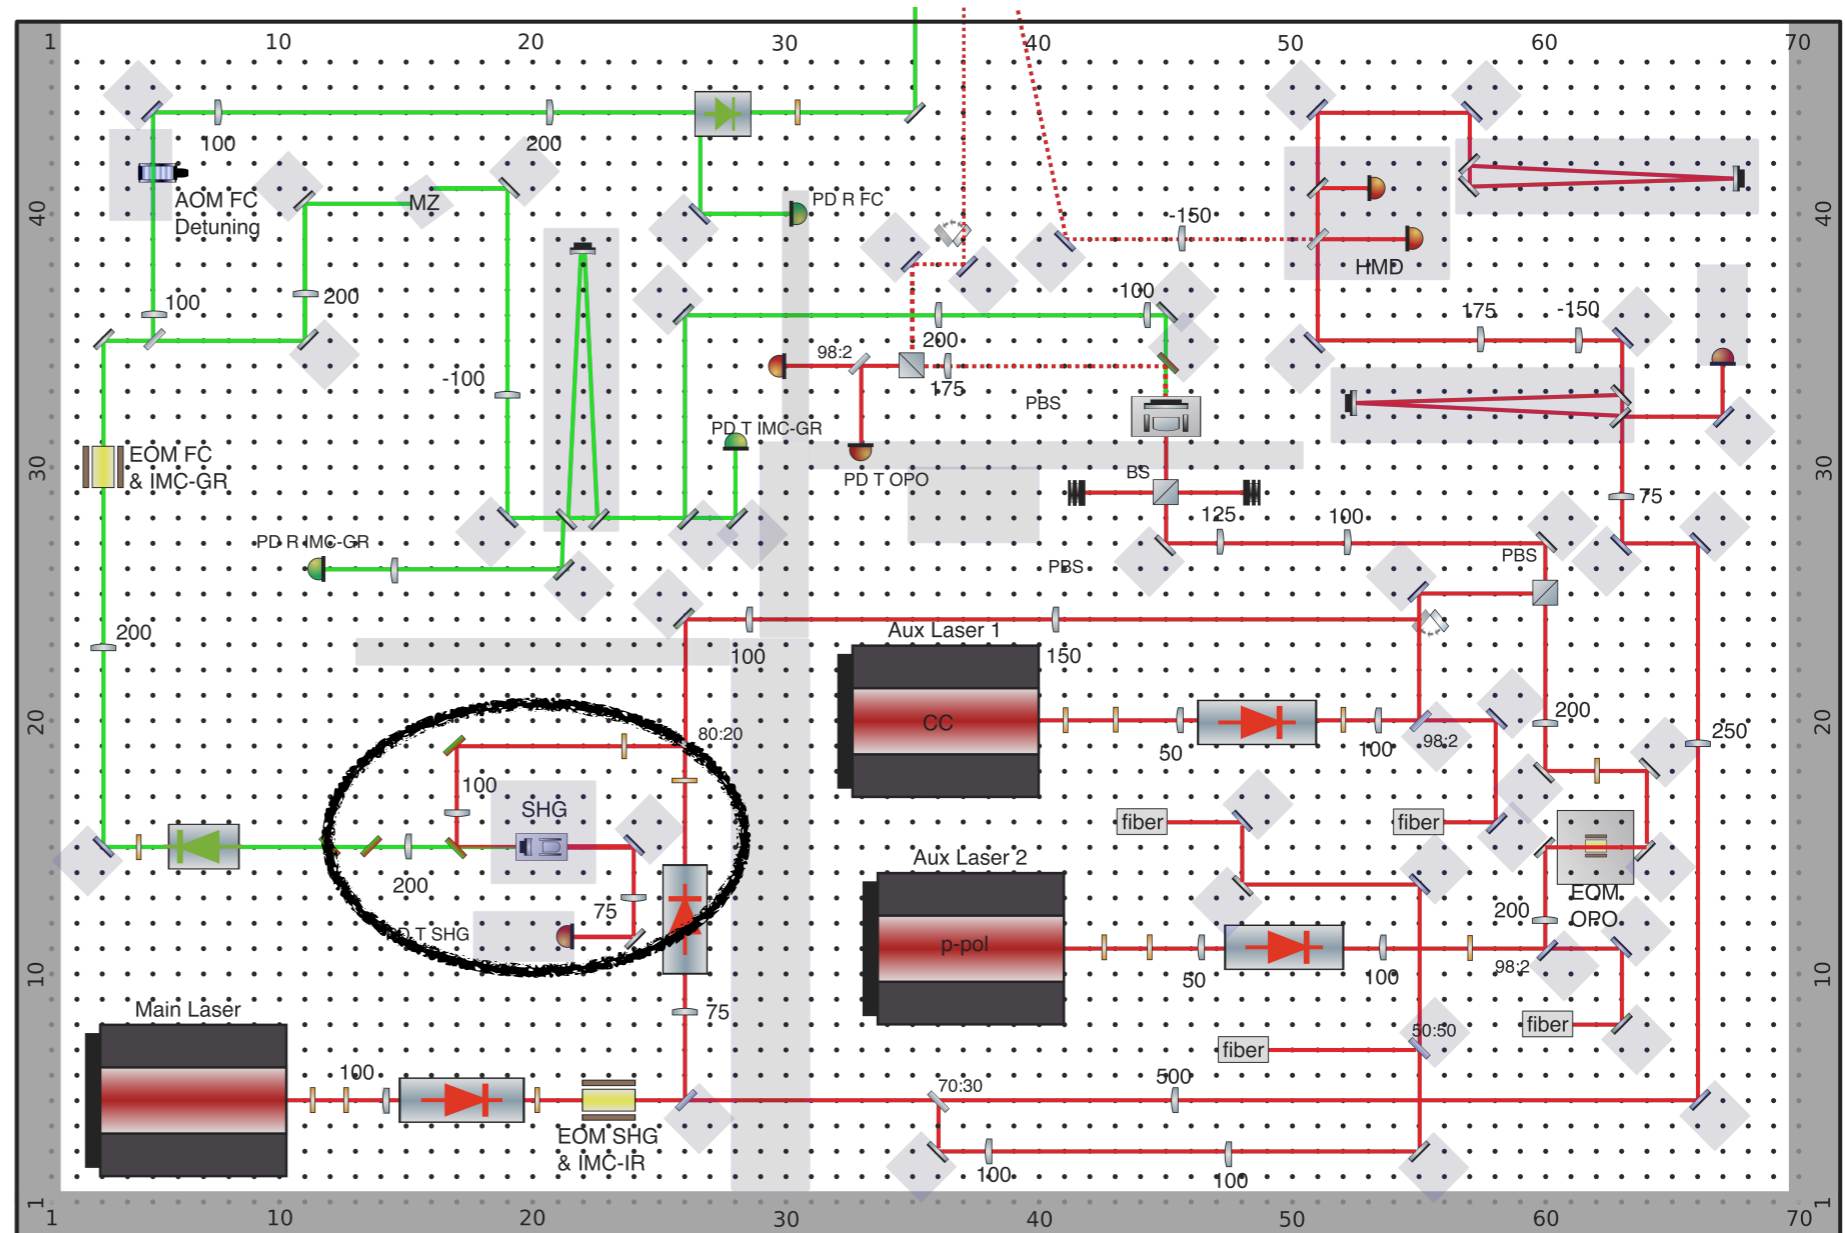 1 10 20 30 40 50 60 70
100
200
AOM FC
Detuning
MZ
PD R FC
40
40
-150
HMD
100
200
100
200
175
-150
98:2
175
-100
PBS
PD T IMC-GR
EOM FC
& IMC-GR
30
30
PD T OPO
BS
75
125
100
PD R IMC-GR
PBS
PBS
200
Aux Laser 1
100
150
20
20
80:20
CC
50
100
98:2
200
250
100
SHG
fiber
fiber
200
Aux Laser 2
75
PD T SHG
EOM
OPO
200
p-pol
50
100
98:2
10
10
Main Laser
75
fiber
50:50
fiber
100
70:30
500
EOM SHG
& IMC-IR
100
100
1
1
1 10 20 30 40 50 60 70